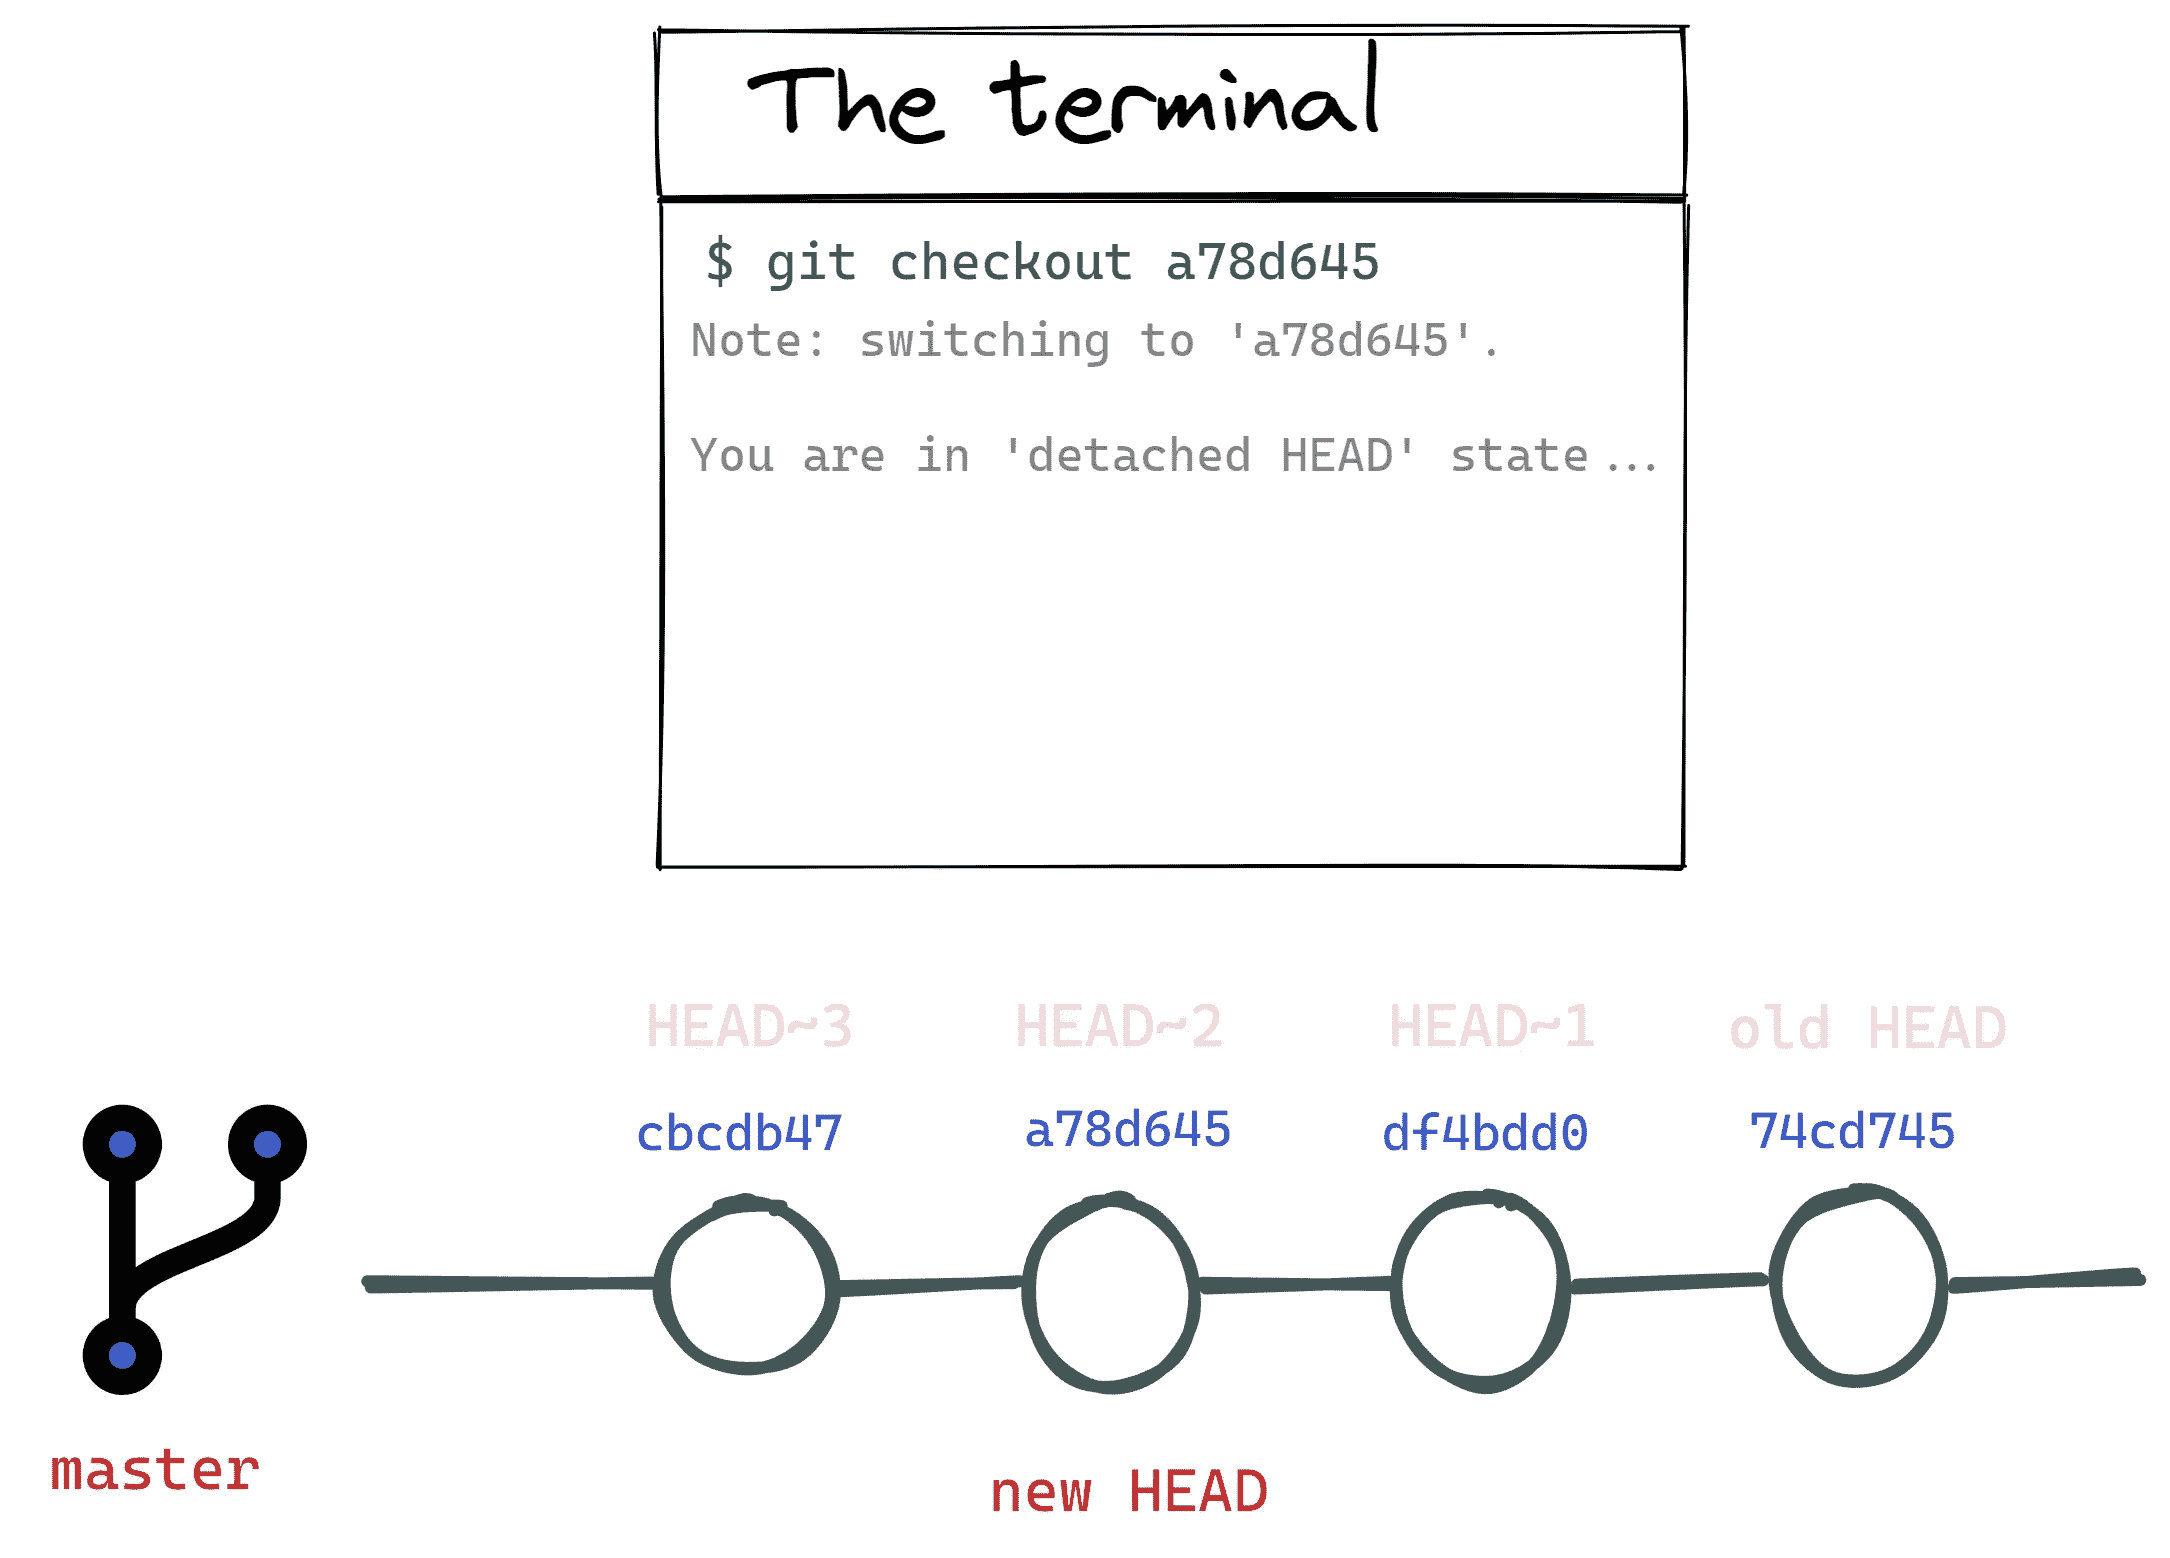 The terminal
$ git checkout a78d645
Note: switching to 'a78d645'.
You are in 'detached HEAD' state ...
HEAD~3 HEAD~2 HEAD~1 old HEAD
cbcdb47 a78d645 df4bdd0 74cd745
master
new HEAD